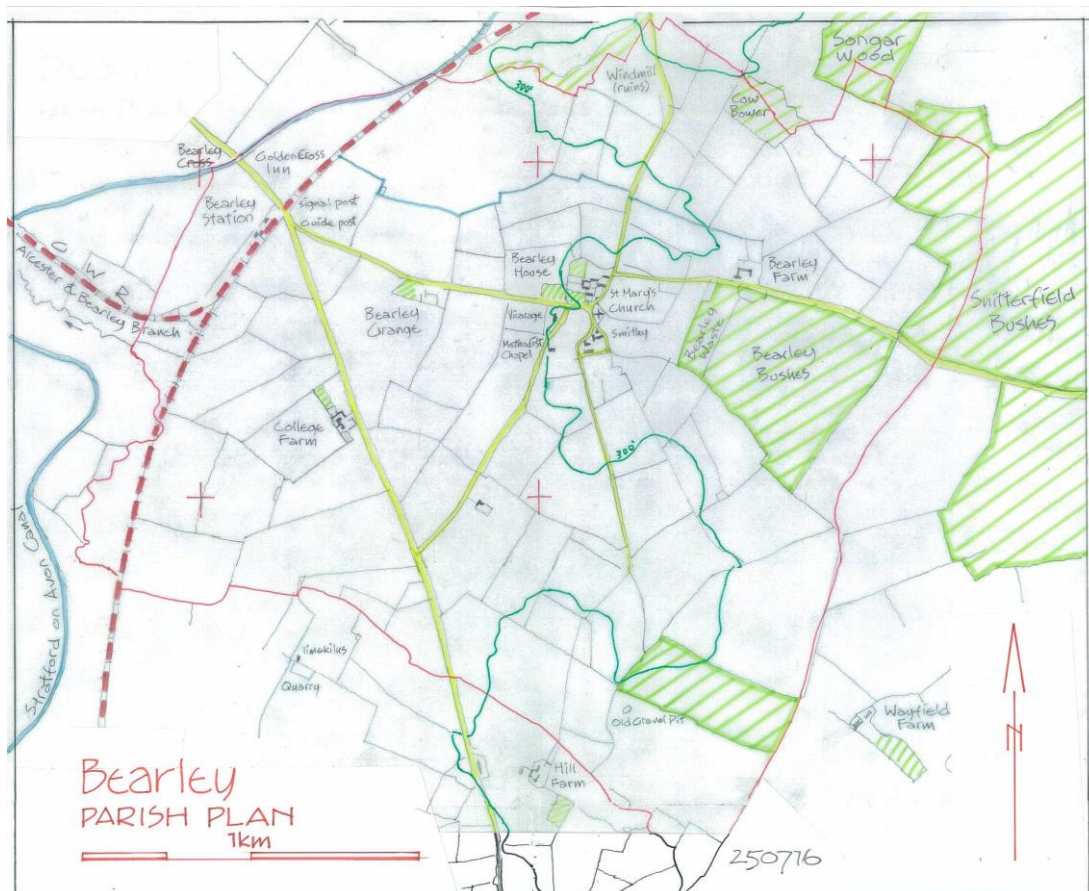 Songar
Wood
300'
Windmill
(ruins)
Cow
Bower
Bearley
Cross
Golden Cross
Inn
Bearley
Station
signal post
Guide post
G W R
Alcester & Bearley Branch
Bearley
House
Bearley
Farm
St Mary's
Church
Snitterfield
Bushes
Bearley
Grange
Vicarage
Methodist
Chapel
Smithy
Bearley
Waste
Bearley
Bushes
College
Farm
300'
Stratford on Avon Canal
limekilns
Quarry
Old Gravel Pit
Wayfield
Farm
Hill
Farm
N
Bearley
PARISH PLAN
1km
250716